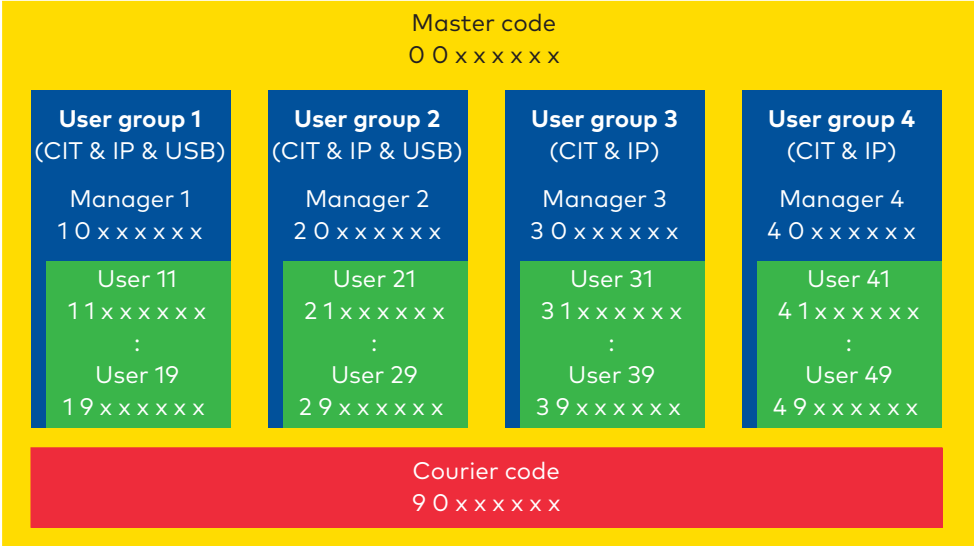 Master code
0 0 x x x x x x
User group 1
(CIT & IP & USB)
Manager 1
1 0 x x x x x x
User 11
1 1 x x x x x x
:
User 19
1 9 x x x x x x
User group 2
(CIT & IP & USB)
Manager 2
2 0 x x x x x x
User 21
2 1 x x x x x x
:
User 29
2 9 x x x x x x
User group 3
(CIT & IP)
Manager 3
3 0 x x x x x x
User 31
3 1 x x x x x x
:
User 39
3 9 x x x x x x
User group 4
(CIT & IP)
Manager 4
4 0 x x x x x x
User 41
4 1 x x x x x x
:
User 49
4 9 x x x x x x
Courier code
9 0 x x x x x x